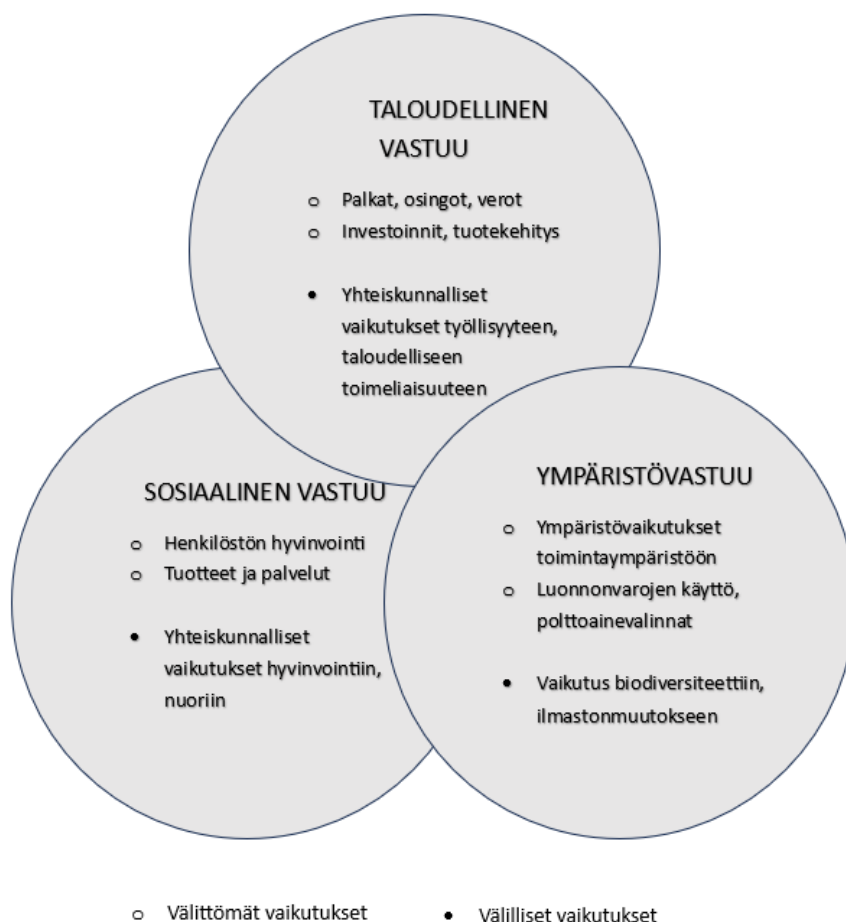 TALOUDELLINEN
VASTUU
o Palkat, osingot, verot
o Investoinnit, tuotekehitys
• Yhteiskunnalliset
vaikutukset työllisyyteen,
taloudelliseen
toimeliaisuuteen
SOSIAALINEN VASTUU
o Henkilöstön hyvinvointi
o Tuotteet ja palvelut
• Yhteiskunnalliset
vaikutukset hyvinvointiin,
nuoriin
YMPÄRISTÖVASTUU
o Ympäristövaikutukset
toimintaympäristöön
o Luonnonvarojen käyttö,
polttoainevalinnat
• Vaikutus biodiversiteettiin,
ilmastonmuutokseen
o Välittömät vaikutukset
• Välilliset vaikutukset